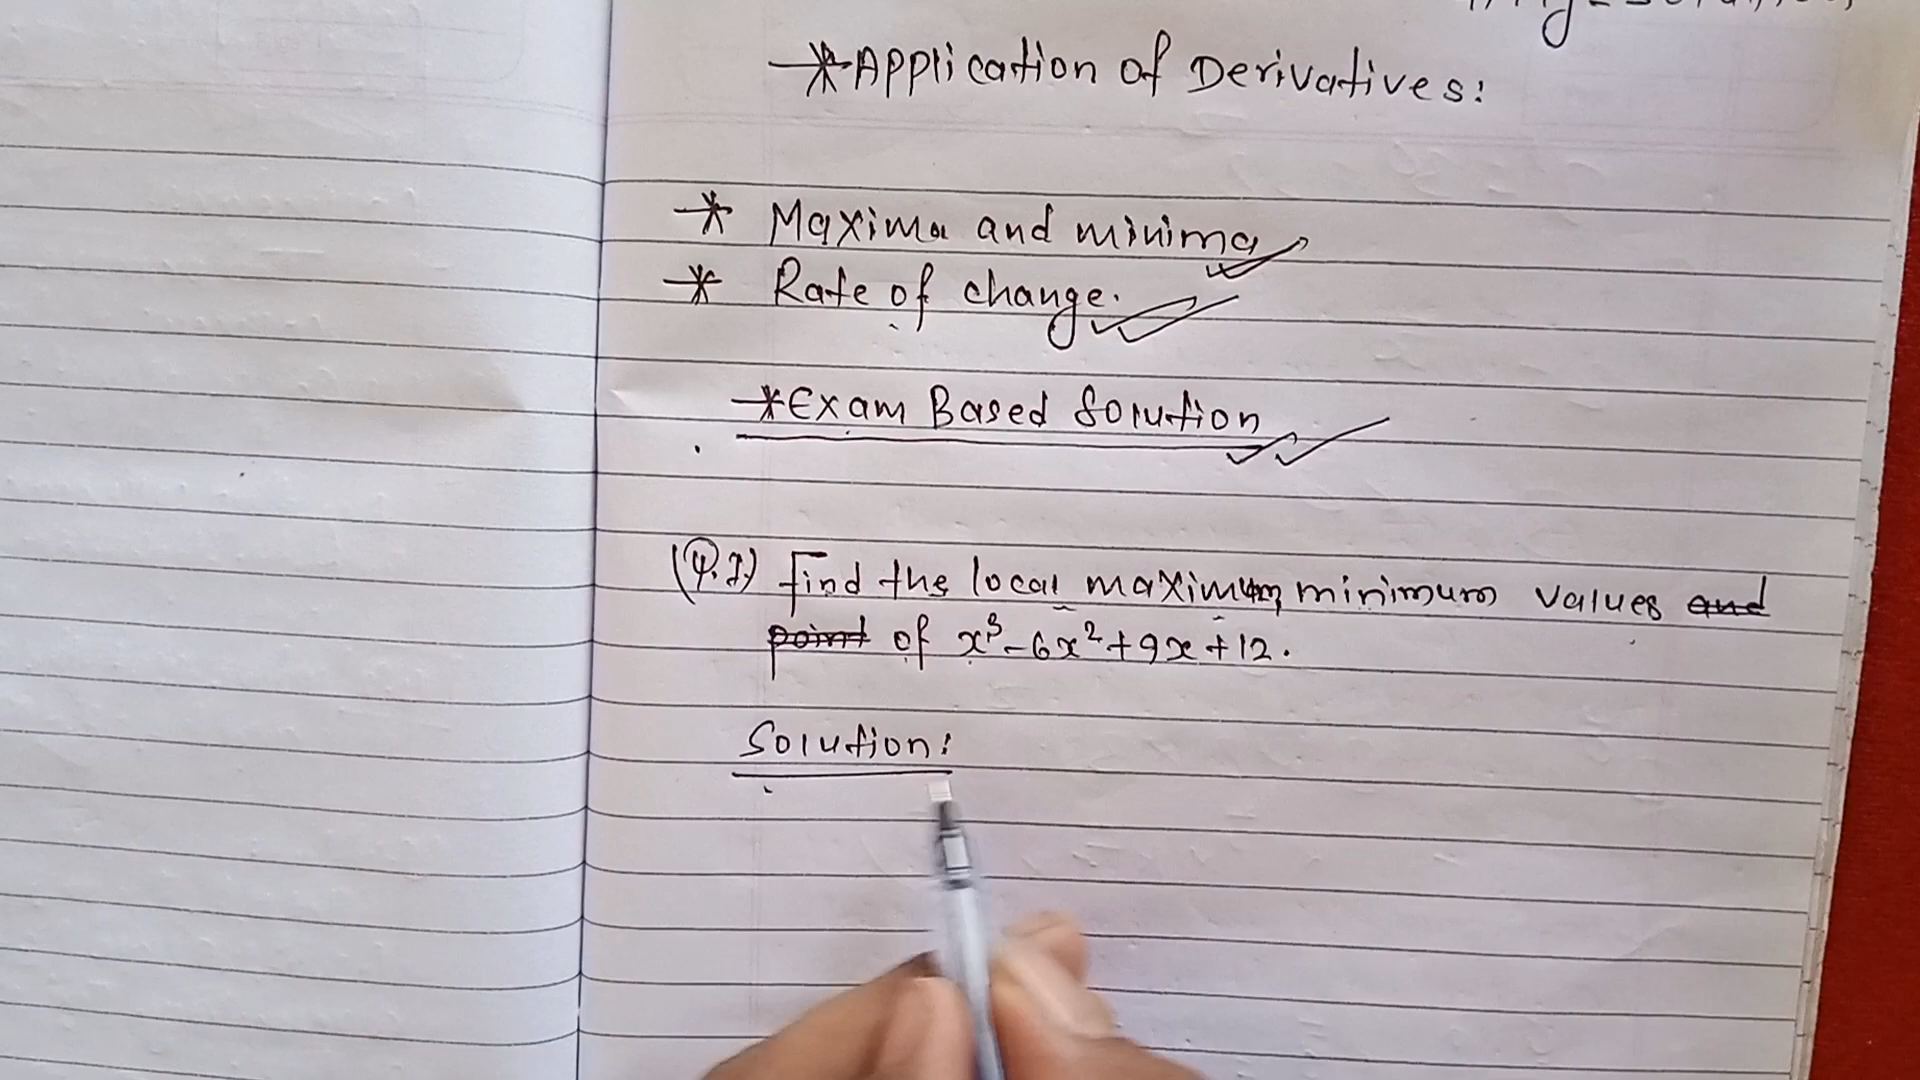 * Application of Derivatives:
* Maxima and minima
* Rate of change.
* Exam Based Solution
find the local maximum minimum values and
point of x³-6x²+9x+12.
Solution: